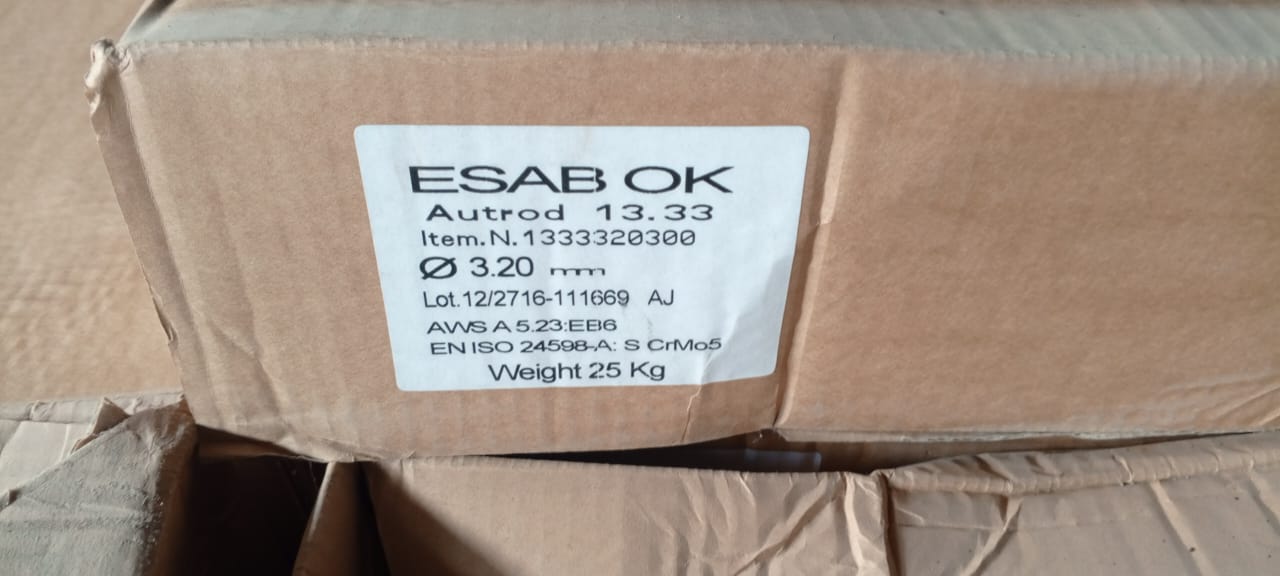 ESAB OK
Autrod 13.33
Item.N.1333320300
Ø 3.20 mm
Lot.12/2716-111669 AJ
AWS A 5.23:EB6
EN ISO 24598-A: S CrMo5
Weight 25 Kg